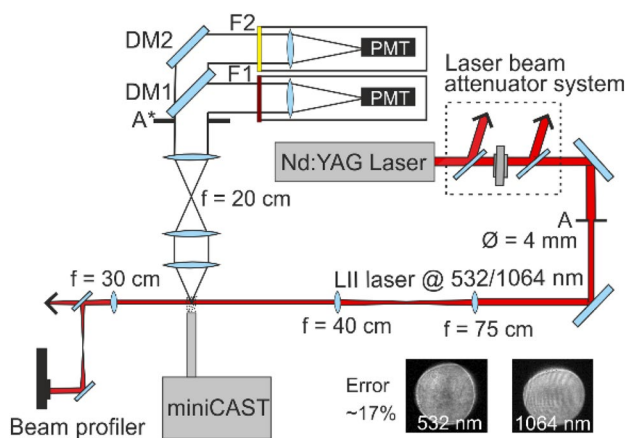 F2
DM2
PMT
F1
DM1
PMT
A*
Laser beam
attenuator system
Nd:YAG Laser
f = 20 cm
A
Ø = 4 mm
f = 30 cm
LII laser @ 532/1064 nm
f = 40 cm
f = 75 cm
miniCAST
Beam profiler
Error
~17%
532 nm
1064 nm